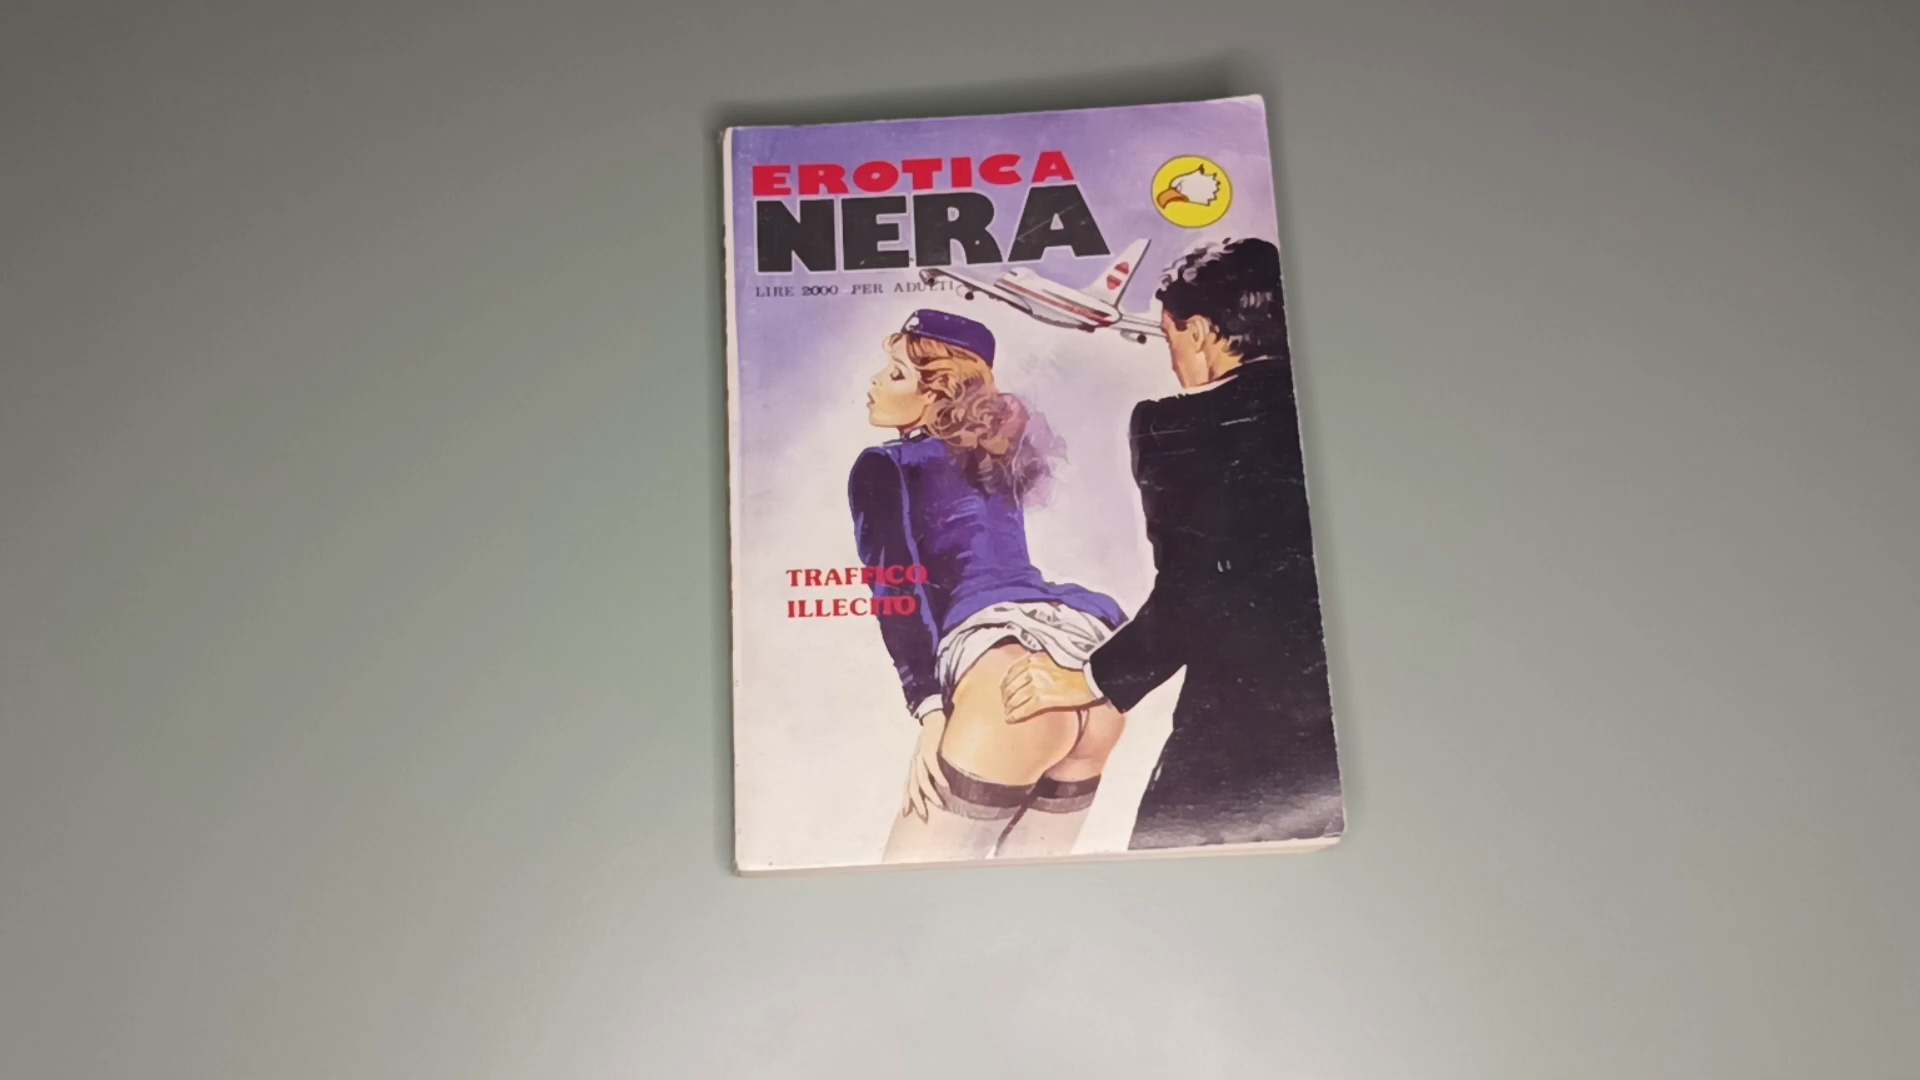 EROTICA
NERA
LIRE 2000 - PER ADULTI
TRAFFICO
ILLECITO